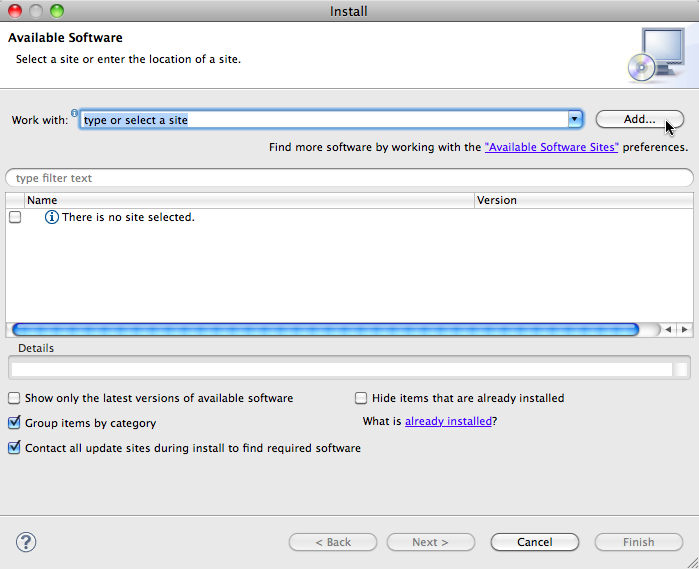 Install
Available Software
Select a site or enter the location of a site.
Work with: type or select a site Add...
Find more software by working with the "Available Software Sites" preferences.
type filter text
Name Version
There is no site selected.
Details
Show only the latest versions of available software Hide items that are already installed
Group items by category What is already installed?
Contact all update sites during install to find required software
? < Back Next > Cancel Finish